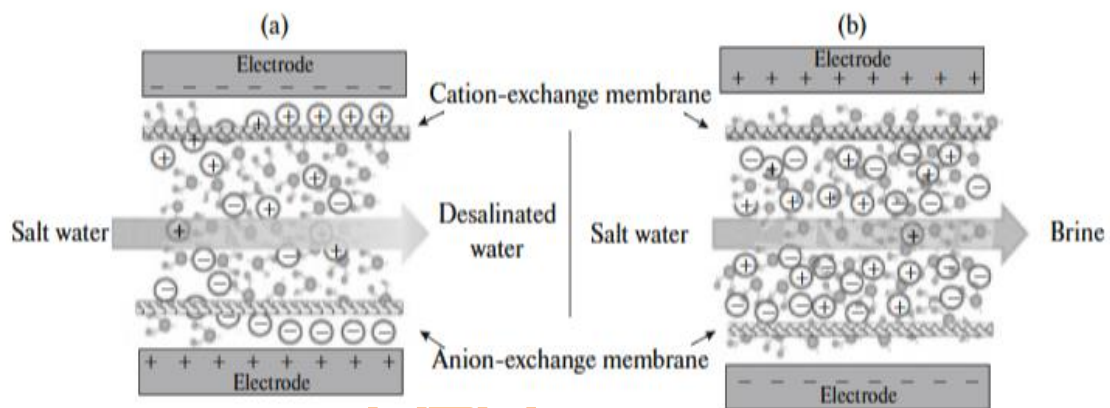 (a)
(b)
Electrode
− − − − − − − −
Electrode
+ + + + + + + +
Cation-exchange membrane
Salt water
Desalinated
water
Salt water
Brine
Anion-exchange membrane
+ + + + + + + +
Electrode
− − − − − − − −
Electrode